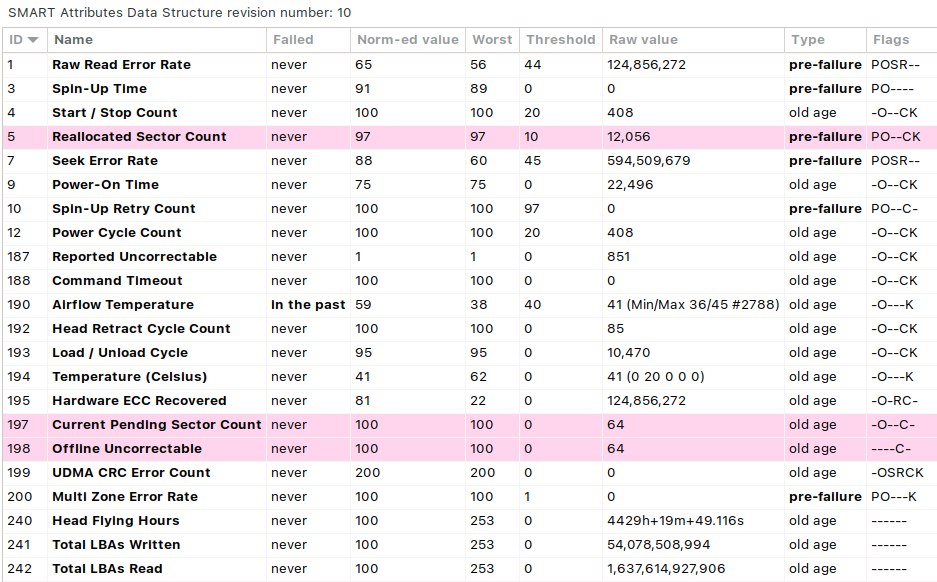 SMART Attributes Data Structure revision number: 10
ID Name Failed Norm-ed value Worst Threshold Raw value Type Flags
1 Raw Read Error Rate never 65 56 44 124,856,272 pre-failure POSR--
3 Spin-Up Time never 91 89 0 0 pre-failure PO----
4 Start / Stop Count never 100 100 20 408 old age -O--CK
5 Reallocated Sector Count never 97 97 10 12,056 pre-failure PO--CK
7 Seek Error Rate never 88 60 45 594,509,679 pre-failure POSR--
9 Power-On Time never 75 75 0 22,496 old age -O--CK
10 Spin-Up Retry Count never 100 100 97 0 pre-failure PO--C-
12 Power Cycle Count never 100 100 20 408 old age -O--CK
187 Reported Uncorrectable never 1 1 0 851 old age -O--CK
188 Command Timeout never 100 100 0 0 old age -O--CK
190 Airflow Temperature In the past 59 38 40 41 (Min/Max 36/45 #2788) old age -O---K
192 Head Retract Cycle Count never 100 100 0 85 old age -O--CK
193 Load / Unload Cycle never 95 95 0 10,470 old age -O--CK
194 Temperature (Celsius) never 41 62 0 41 (0 20 0 0 0) old age -O---K
195 Hardware ECC Recovered never 81 22 0 124,856,272 old age -O-RC-
197 Current Pending Sector Count never 100 100 0 64 old age -O--C-
198 Offline Uncorrectable never 100 100 0 64 old age ----C-
199 UDMA CRC Error Count never 200 200 0 0 old age -OSRCK
200 Multi Zone Error Rate never 100 100 1 0 pre-failure PO---K
240 Head Flying Hours never 100 253 0 4429h+19m+49.116s old age ------
241 Total LBAs Written never 100 253 0 54,078,508,994 old age ------
242 Total LBAs Read never 100 253 0 1,637,614,927,906 old age ------